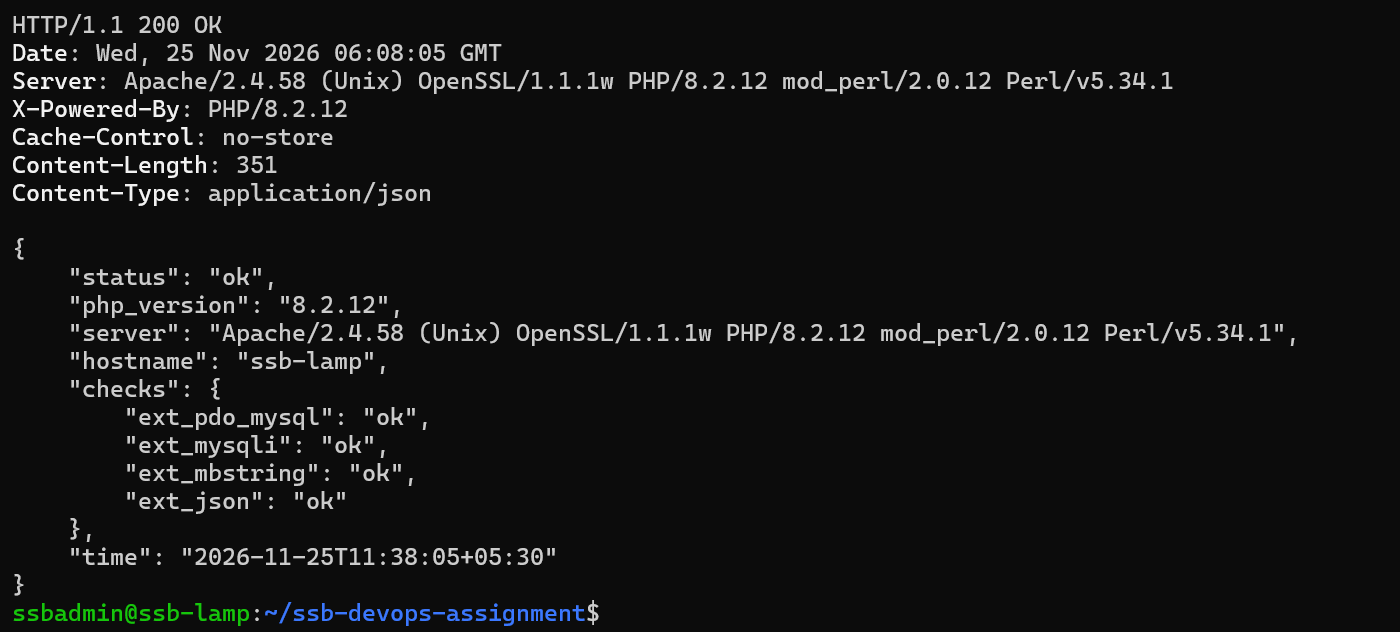 HTTP/1.1 200 OK
Date: Wed, 25 Nov 2026 06:08:05 GMT
Server: Apache/2.4.58 (Unix) OpenSSL/1.1.1w PHP/8.2.12 mod_perl/2.0.12 Perl/v5.34.1
X-Powered-By: PHP/8.2.12
Cache-Control: no-store
Content-Length: 351
Content-Type: application/json

{
    "status": "ok",
    "php_version": "8.2.12",
    "server": "Apache/2.4.58 (Unix) OpenSSL/1.1.1w PHP/8.2.12 mod_perl/2.0.12 Perl/v5.34.1",
    "hostname": "ssb-lamp",
    "checks": {
        "ext_pdo_mysql": "ok",
        "ext_mysqli": "ok",
        "ext_mbstring": "ok",
        "ext_json": "ok"
    },
    "time": "2026-11-25T11:38:05+05:30"
}
ssbadmin@ssb-lamp:~/ssb-devops-assignment$